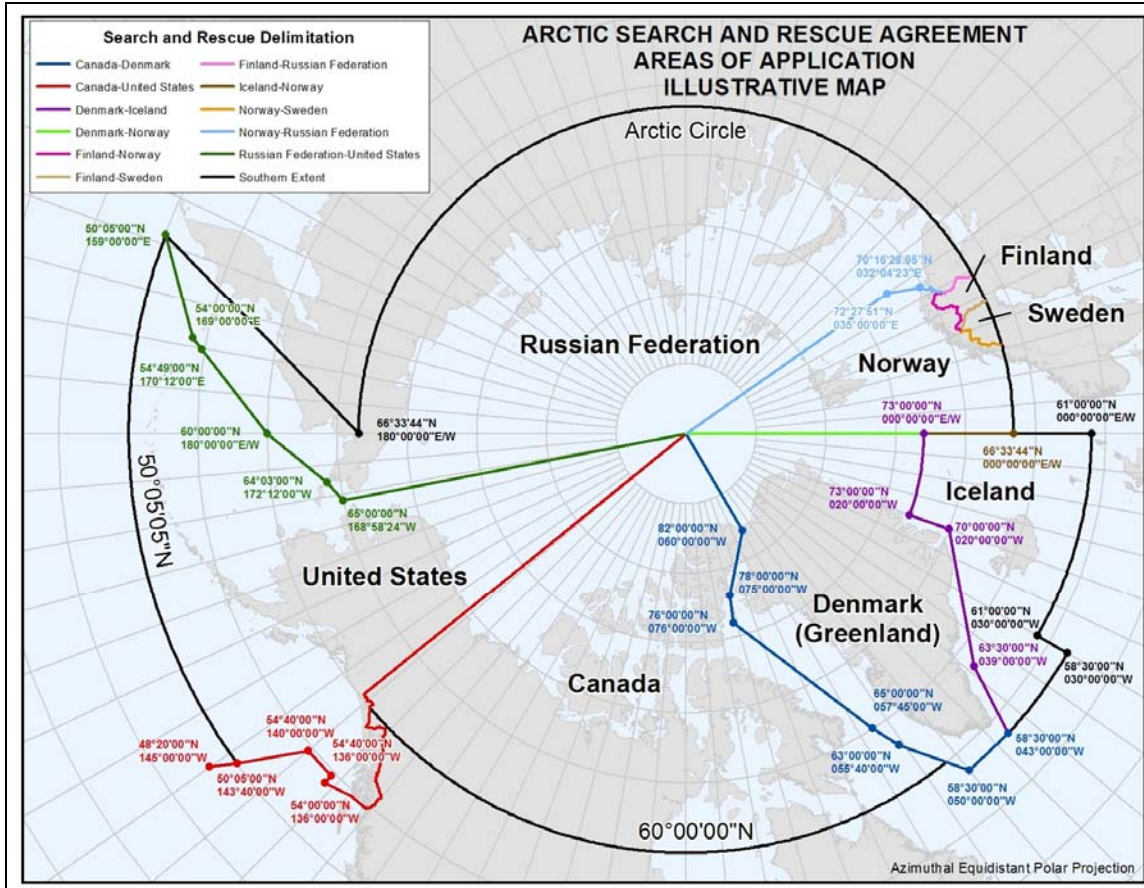 ARCTIC SEARCH AND RESCUE AGREEMENT
AREAS OF APPLICATION
ILLUSTRATIVE MAP
Search and Rescue Delimitation
Canada-Denmark
Canada-United States
Denmark-Iceland
Denmark-Norway
Finland-Norway
Finland-Sweden
Finland-Russian Federation
Iceland-Norway
Norway-Sweden
Norway-Russian Federation
Russian Federation-United States
Southern Extent
Arctic Circle
50°05'00"N
159°00'00"E
54°00'00"N
169°00'00"E
54°49'00"N
170°12'00"E
60°00'00"N
180°00'00"E/W
64°03'00"N
172°12'00"W
65°00'00"N
168°58'24"W
66°33'44"N
180°00'00"E/W
Russian Federation
70°16'28.95"N
032°04'23"E
72°27'51"N
035°00'00"E
Finland
Sweden
Norway
73°00'00"N
000°00'00"E/W
61°00'00"N
000°00'00"E/W
66°33'44"N
000°00'00"E/W
Iceland
73°00'00"N
020°00'00"W
70°00'00"N
020°00'00"W
82°00'00"N
060°00'00"W
78°00'00"N
075°00'00"W
76°00'00"N
076°00'00"W
Denmark
(Greenland)
61°00'00"N
030°00'00"W
58°30'00"N
030°00'00"W
63°30'00"N
039°00'00"W
58°30'00"N
043°00'00"W
65°00'00"N
057°45'00"W
63°00'00"N
055°40'00"W
58°30'00"N
050°00'00"W
United States
Canada
50°05'05"N
54°40'00"N
140°00'00"W
54°40'00"N
136°00'00"W
48°20'00"N
145°00'00"W
50°05'00"N
143°40'00"W
54°00'00"N
136°00'00"W
60°00'00"N
Azimuthal Equidistant Polar Projection